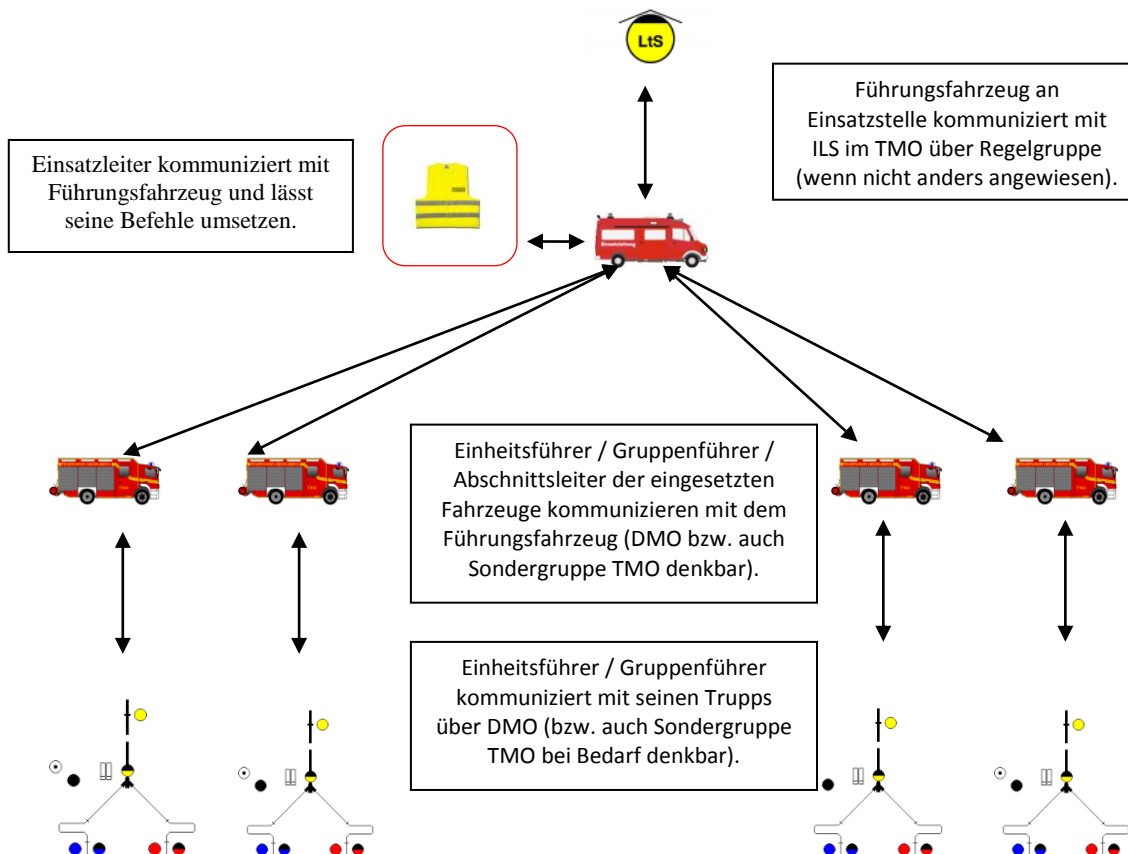 LtS
Führungsfahrzeug an
Einsatzstelle kommuniziert mit
ILS im TMO über Regelgruppe
(wenn nicht anders angewiesen).
Einsatzleiter kommuniziert mit
Führungsfahrzeug und lässt
seine Befehle umsetzen.
Einsatzleitung
Einheitsführer / Gruppenführer /
Abschnittsleiter der eingesetzten
Fahrzeuge kommunizieren mit dem
Führungsfahrzeug (DMO bzw. auch
Sondergruppe TMO denkbar).
Einheitsführer / Gruppenführer
kommuniziert mit seinen Trupps
über DMO (bzw. auch Sondergruppe
TMO bei Bedarf denkbar).